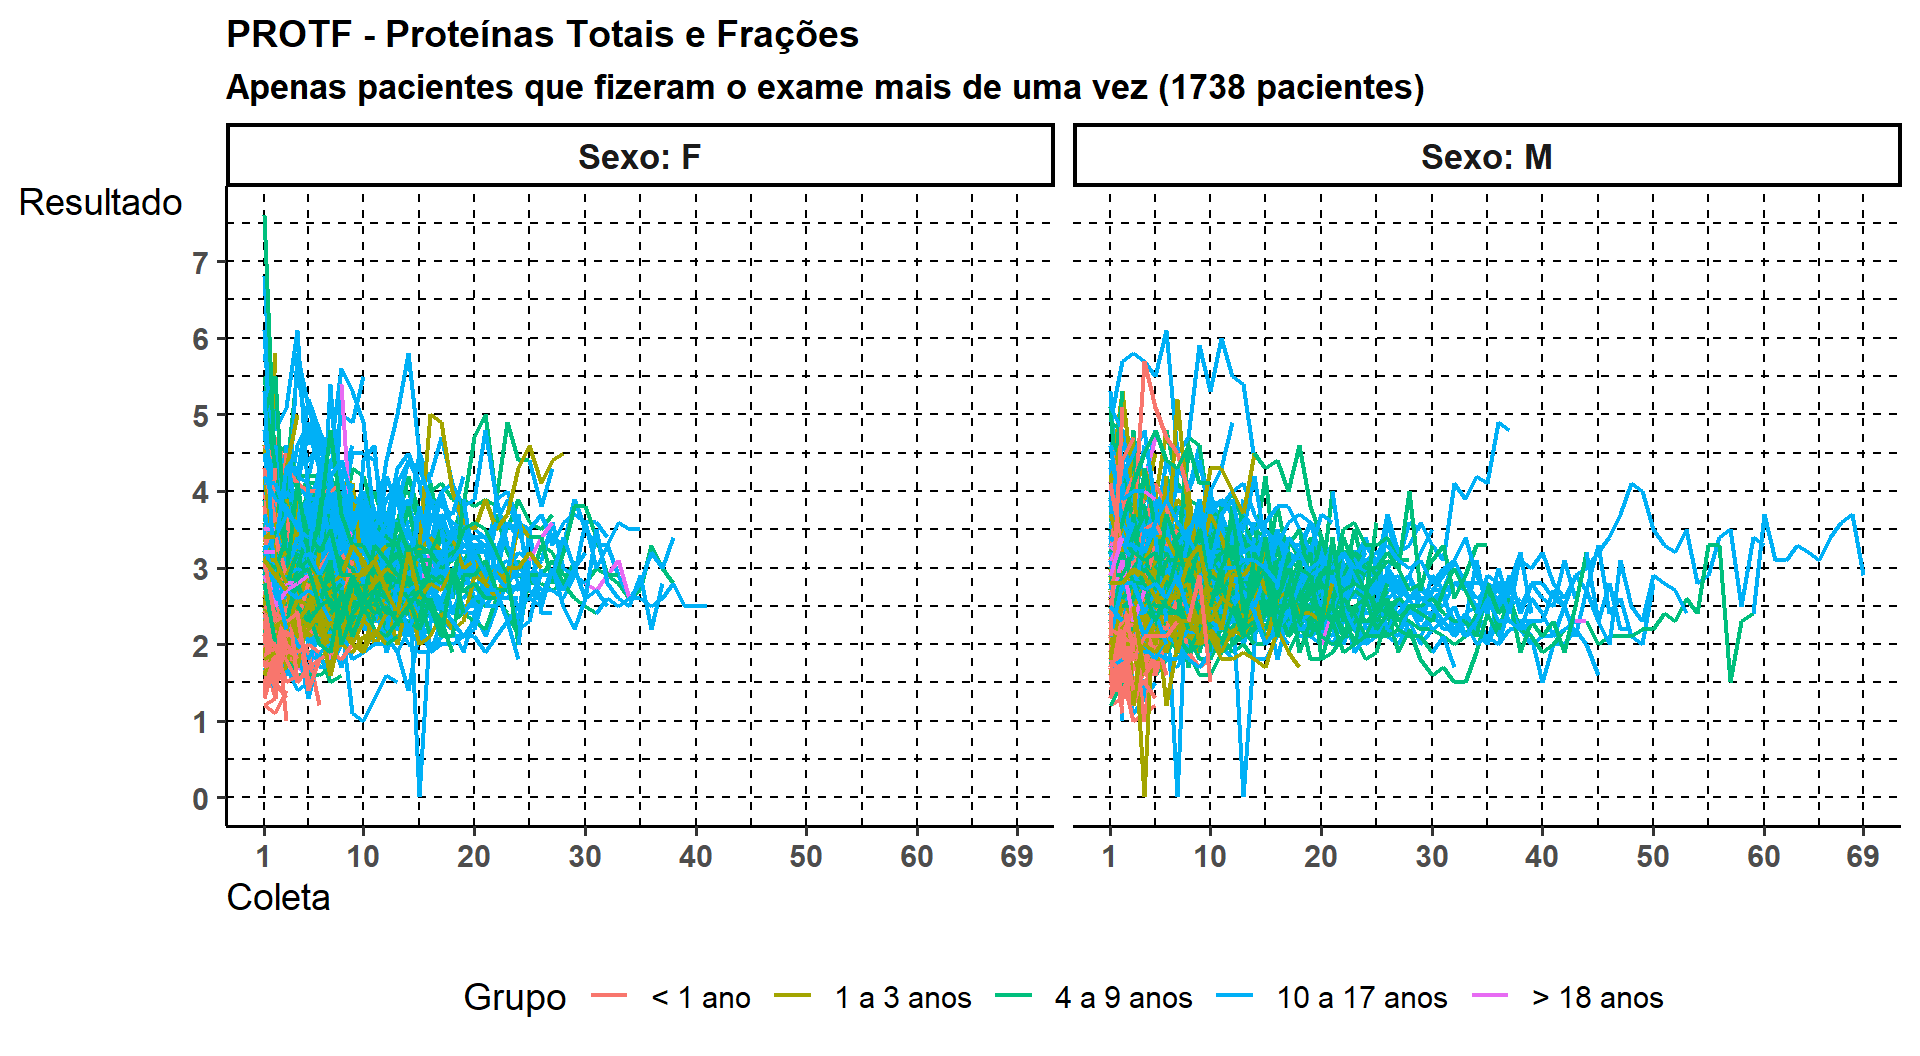 PROTF - Proteínas Totais e Frações
Apenas pacientes que fizeram o exame mais de uma vez (1738 pacientes)
Sexo: F
Sexo: M
Resultado
7
6
5
4
3
2
1
0
1 10 20 30 40 50 60 69
1 10 20 30 40 50 60 69
Coleta
Grupo < 1 ano 1 a 3 anos 4 a 9 anos 10 a 17 anos > 18 anos